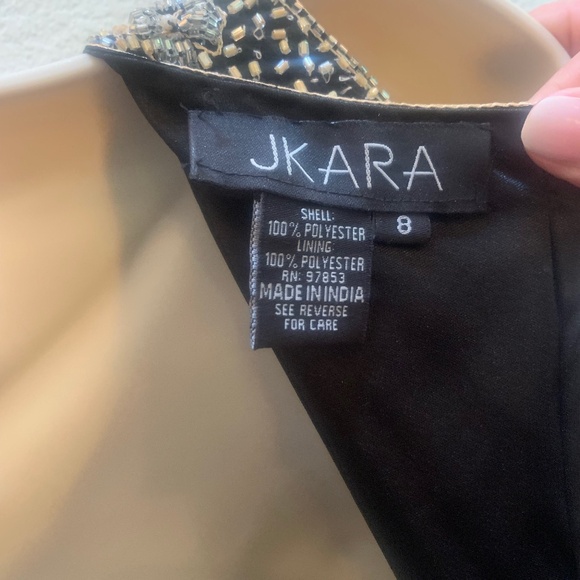 JKARA
8
SHELL:
100% POLYESTER
LINING:
100% POLYESTER
RN: 97853
MADE IN INDIA
SEE REVERSE
FOR CARE